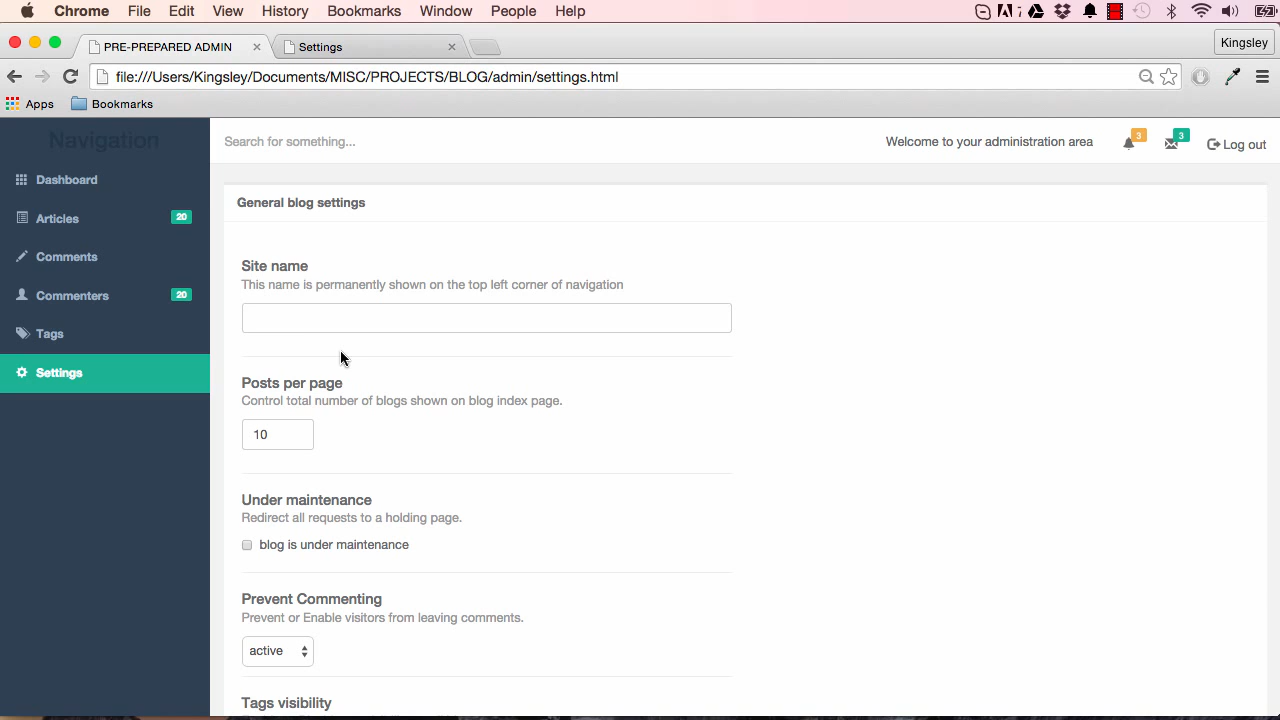 Chrome File Edit View History Bookmarks Window People Help
7
PRE-PREPARED ADMIN
Settings
Kingsley
file:///Users/Kingsley/Documents/MISC/PROJECTS/BLOG/admin/settings.html
Apps
Bookmarks
Navigation
Search for something...
Welcome to your administration area
3
3
Log out
Dashboard
Articles 20
Comments
Commenters 20
Tags
Settings
General blog settings
Site name
This name is permanently shown on the top left corner of navigation
Posts per page
Control total number of blogs shown on blog index page.
10
Under maintenance
Redirect all requests to a holding page.
blog is under maintenance
Prevent Commenting
Prevent or Enable visitors from leaving comments.
active
Tags visibility